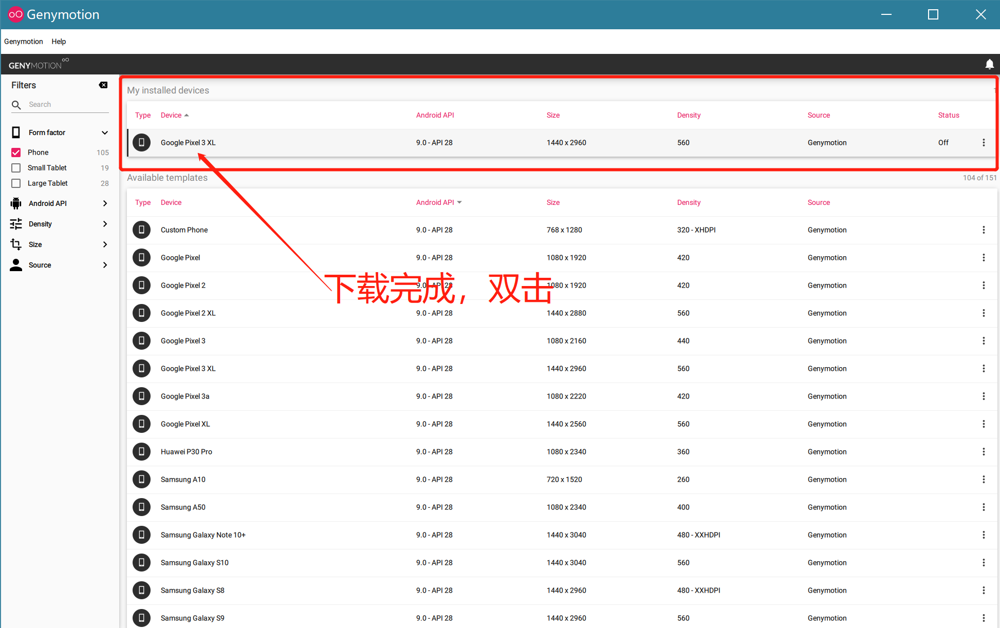 Genymotion
Genymotion Help
GENYMOTION
Filters
Search
Form factor
Phone 105
Small Tablet 19
Large Tablet 28
Android API
Density
Size
Source
My installed devices 1
Type Device Android API Size Density Source Status
Google Pixel 3 XL 9.0 - API 28 1440 x 2960 560 Genymotion Off
Available templates 104 of 151
Type Device Android API Size Density Source
Custom Phone 9.0 - API 28 768 x 1280 320 - XHDPI Genymotion
Google Pixel 9.0 - API 28 1080 x 1920 420 Genymotion
Google Pixel 2 9.0 - API 28 1080 x 1920 420 Genymotion
下载完成，双击
Google Pixel 2 XL 9.0 - API 28 1440 x 2880 560 Genymotion
Google Pixel 3 9.0 - API 28 1080 x 2160 440 Genymotion
Google Pixel 3 XL 9.0 - API 28 1440 x 2960 560 Genymotion
Google Pixel 3a 9.0 - API 28 1080 x 2220 420 Genymotion
Google Pixel XL 9.0 - API 28 1440 x 2560 560 Genymotion
Huawei P30 Pro 9.0 - API 28 1080 x 2340 360 Genymotion
Samsung A10 9.0 - API 28 720 x 1520 260 Genymotion
Samsung A50 9.0 - API 28 1080 x 2340 400 Genymotion
Samsung Galaxy Note 10+ 9.0 - API 28 1440 x 3040 480 - XXHDPI Genymotion
Samsung Galaxy S10 9.0 - API 28 1440 x 3040 560 Genymotion
Samsung Galaxy S8 9.0 - API 28 1440 x 2960 480 - XXHDPI Genymotion
Samsung Galaxy S9 9.0 - API 28 1440 x 2960 560 Genymotion